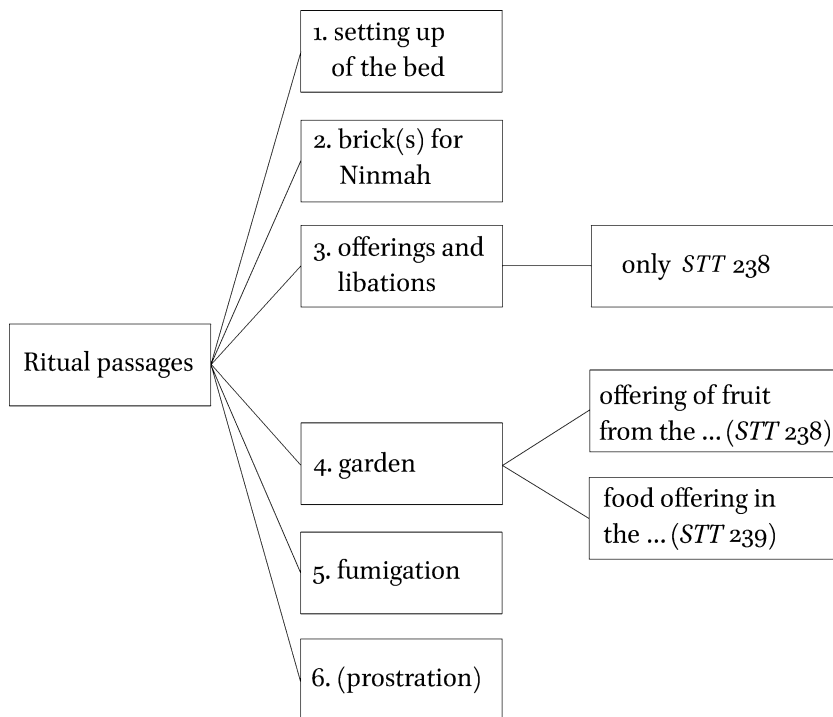 1. setting up
of the bed
2. brick(s) for
Ninmah
3. offerings and
libations
only STT 238
Ritual passages
4. garden
offering of fruit
from the ... (STT 238)
food offering in
the ... (STT 239)
5. fumigation
6. (prostration)